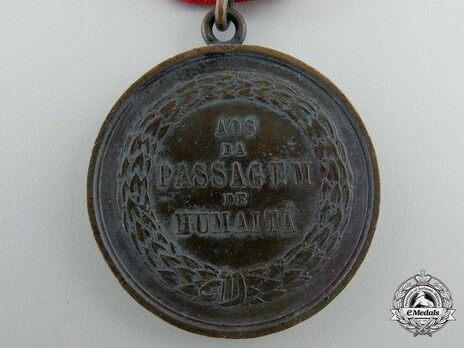 AOS
DA
PASSAGEM
DE
HUMAITÁ
eMedals